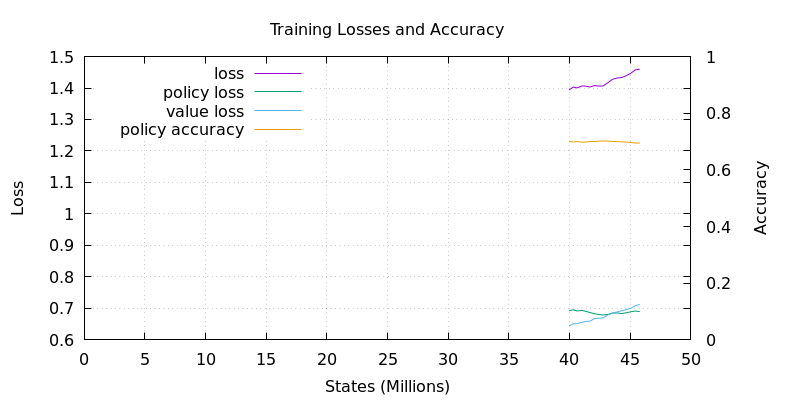 Training Losses and Accuracy
1.5
1.4
1.3
1.2
1.1
1
0.9
0.8
0.7
0.6
Loss
loss
policy loss
value loss
policy accuracy
1
0.8
0.6
0.4
0.2
0
Accuracy
0 5 10 15 20 25 30 35 40 45 50
States (Millions)